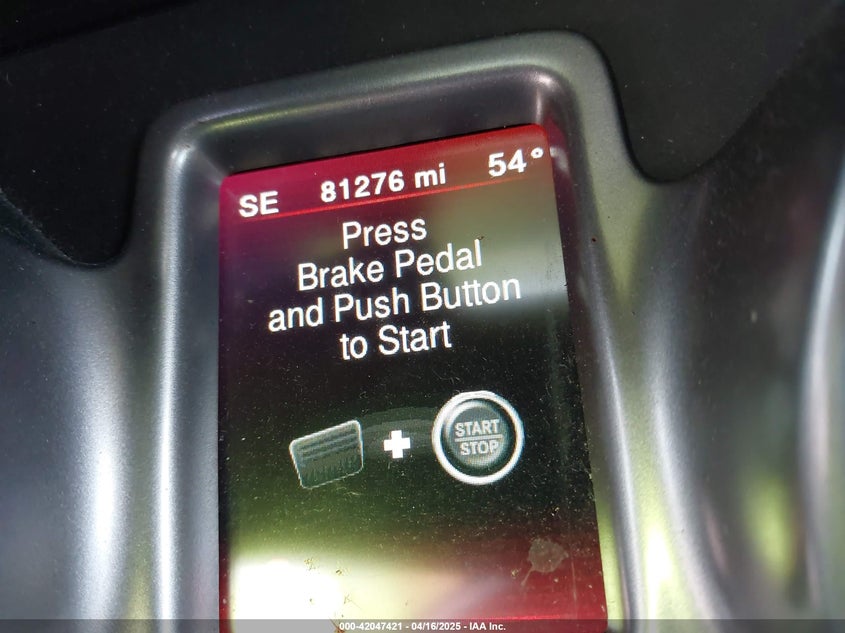 SE 81276 mi 54°
Press
Brake Pedal
and Push Button
to Start
START
STOP
000-42047421 - 04/16/2025 - IAA Inc.